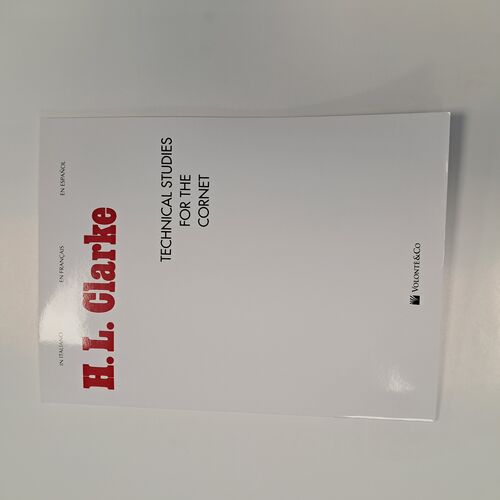 IN ITALIANO EN FRANÇAIS EN ESPAÑOL
H. L. Clarke
TECHNICAL STUDIES
FOR THE
CORNET
VOLONTE&CO